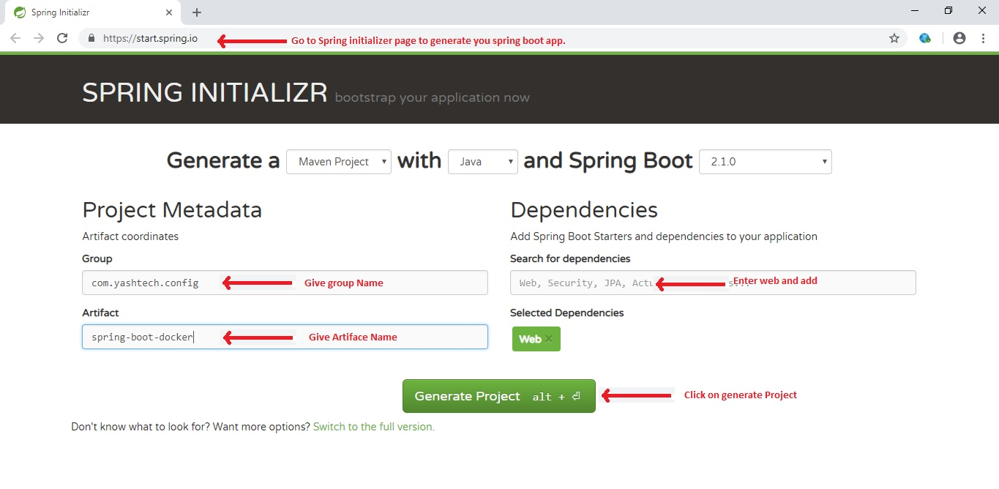 Spring Initializr
https://start.spring.io
Go to Spring initializer page to generate you spring boot app.
SPRING INITIALIZR bootstrap your application now
Generate a Maven Project with Java and Spring Boot 2.1.0
Project Metadata
Artifact coordinates
Group
com.yashtech.config
Give group Name
Artifact
spring-boot-docker
Give Artiface Name
Dependencies
Add Spring Boot Starters and dependencies to your application
Search for dependencies
Web, Security, JPA, Actu
Enter web and add
Selected Dependencies
Web
Generate Project alt + ⏎
Click on generate Project
Don't know what to look for? Want more options? Switch to the full version.